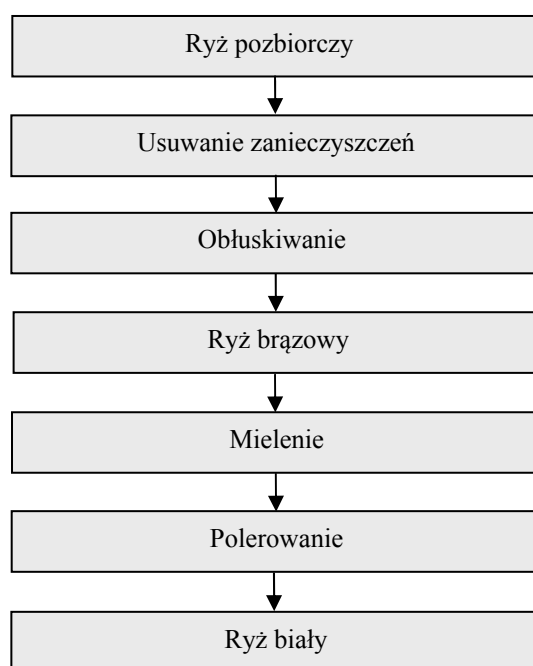 Ryż pozbiorczy
Usuwanie zanieczyszczeń
Obłuskiwanie
Ryż brązowy
Mielenie
Polerowanie
Ryż biały